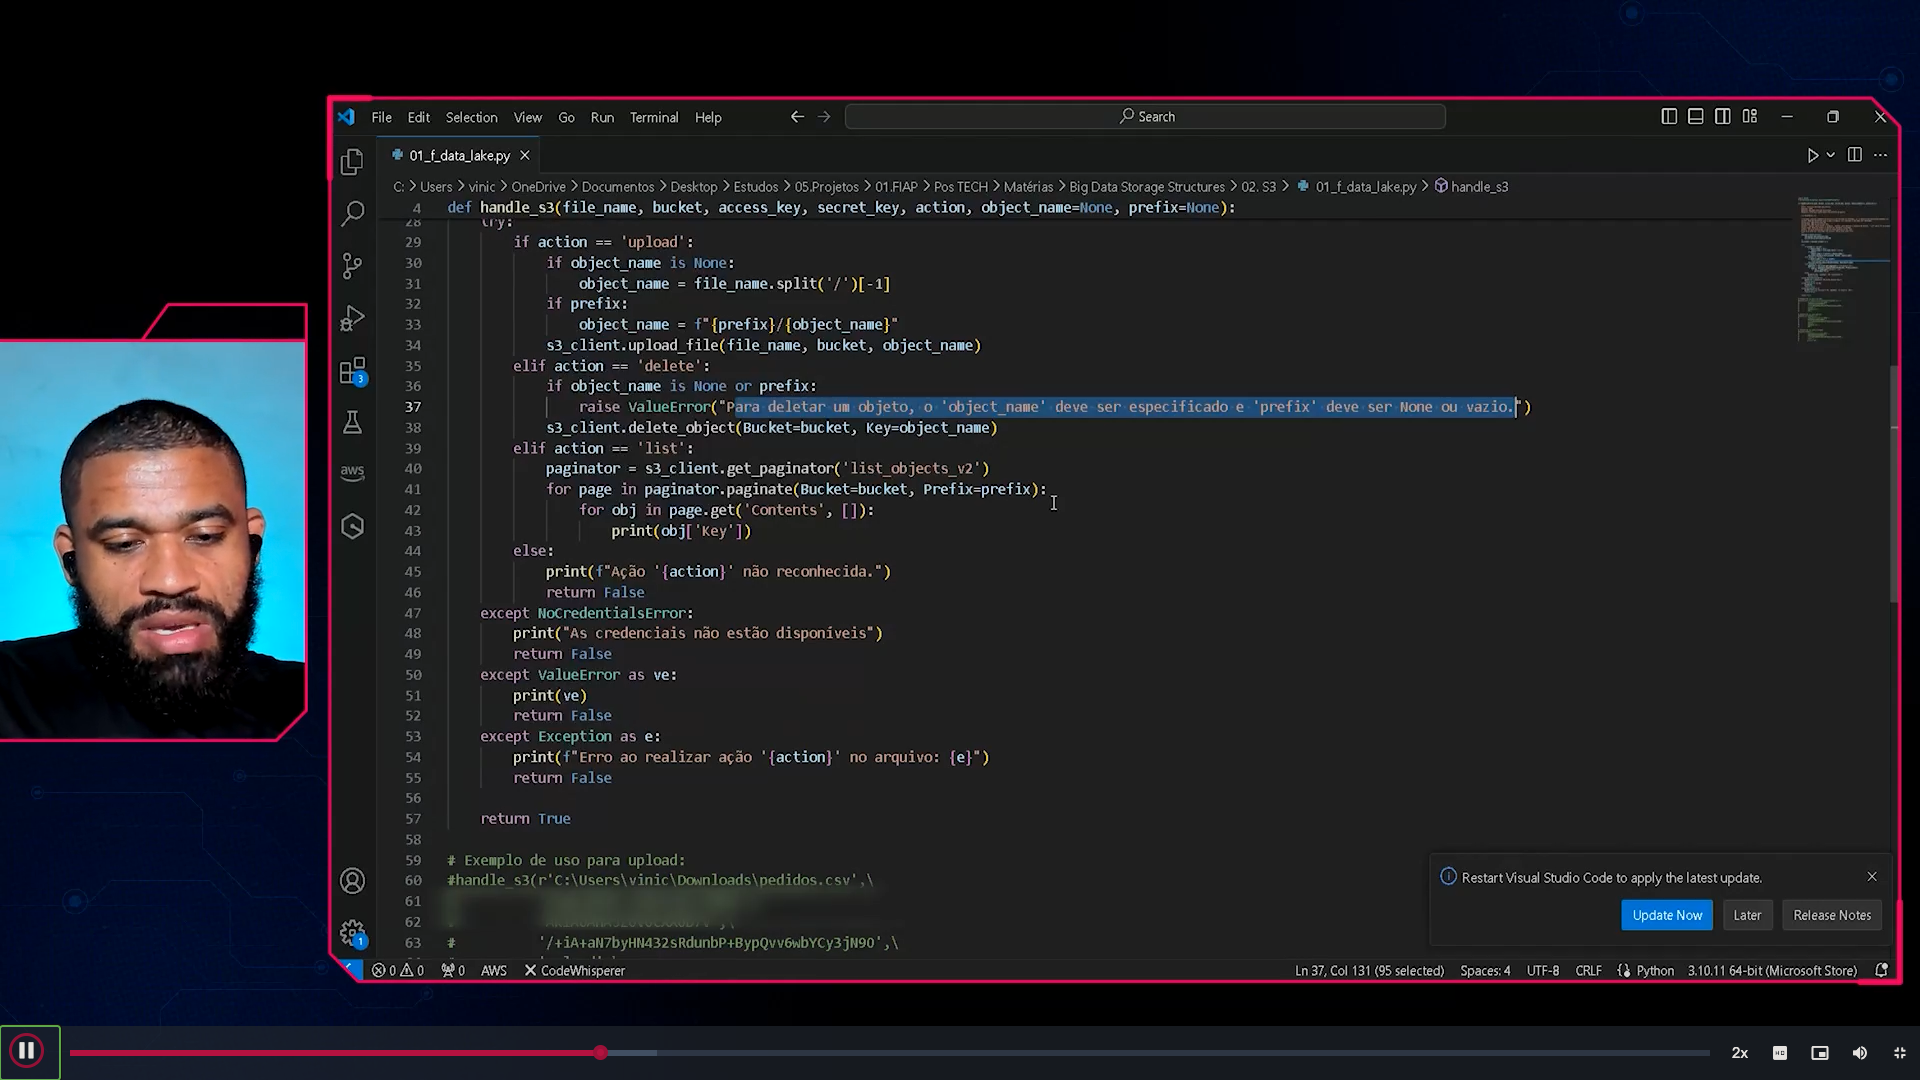 File Edit Selection View Go Run Terminal Help
Search
01_f_data_lake.py
C: > Users > vinic > OneDrive > Documentos > Desktop > Estudos > 05.Projetos > 01.FIAP > Pos TECH > Matérias > Big Data Storage Structures > 02. S3 > 01_f_data_lake.py > handle_s3
4 def handle_s3(file_name, bucket, access_key, secret_key, action, object_name=None, prefix=None):
28 try:
29 if action == 'upload':
30 if object_name is None:
31 object_name = file_name.split('/')[-1]
32 if prefix:
33 object_name = f"{prefix}/{object_name}"
34 s3_client.upload_file(file_name, bucket, object_name)
35 elif action == 'delete':
36 if object_name is None or prefix:
37 raise ValueError("Para deletar um objeto, o 'object_name' deve ser especificado e 'prefix' deve ser None ou vazio.")
38 s3_client.delete_object(Bucket=bucket, Key=object_name)
39 elif action == 'list':
40 paginator = s3_client.get_paginator('list_objects_v2')
41 for page in paginator.paginate(Bucket=bucket, Prefix=prefix):
42 for obj in page.get('Contents', []):
43 print(obj['Key'])
44 else:
45 print(f"Ação '{action}' não reconhecida.")
46 return False
47 except NoCredentialsError:
48 print("As credenciais não estão disponíveis")
49 return False
50 except ValueError as ve:
51 print(ve)
52 return False
53 except Exception as e:
54 print(f"Erro ao realizar ação '{action}' no arquivo: {e}")
55 return False
56
57 return True
58
59 # Exemplo de uso para upload:
60 #handle_s3(r'C:\Users\vinic\Downloads\pedidos.csv',\
61
62
63 # '/+iA+aN7byHN432sRdunbP+BypQvv6wbYCy3jN9O',\
aws
3
1
Restart Visual Studio Code to apply the latest update.
Update Now Later Release Notes
0 0 0 AWS CodeWhisperer
Ln 37, Col 131 (95 selected) Spaces: 4 UTF-8 CRLF Python 3.10.11 64-bit (Microsoft Store)
2x